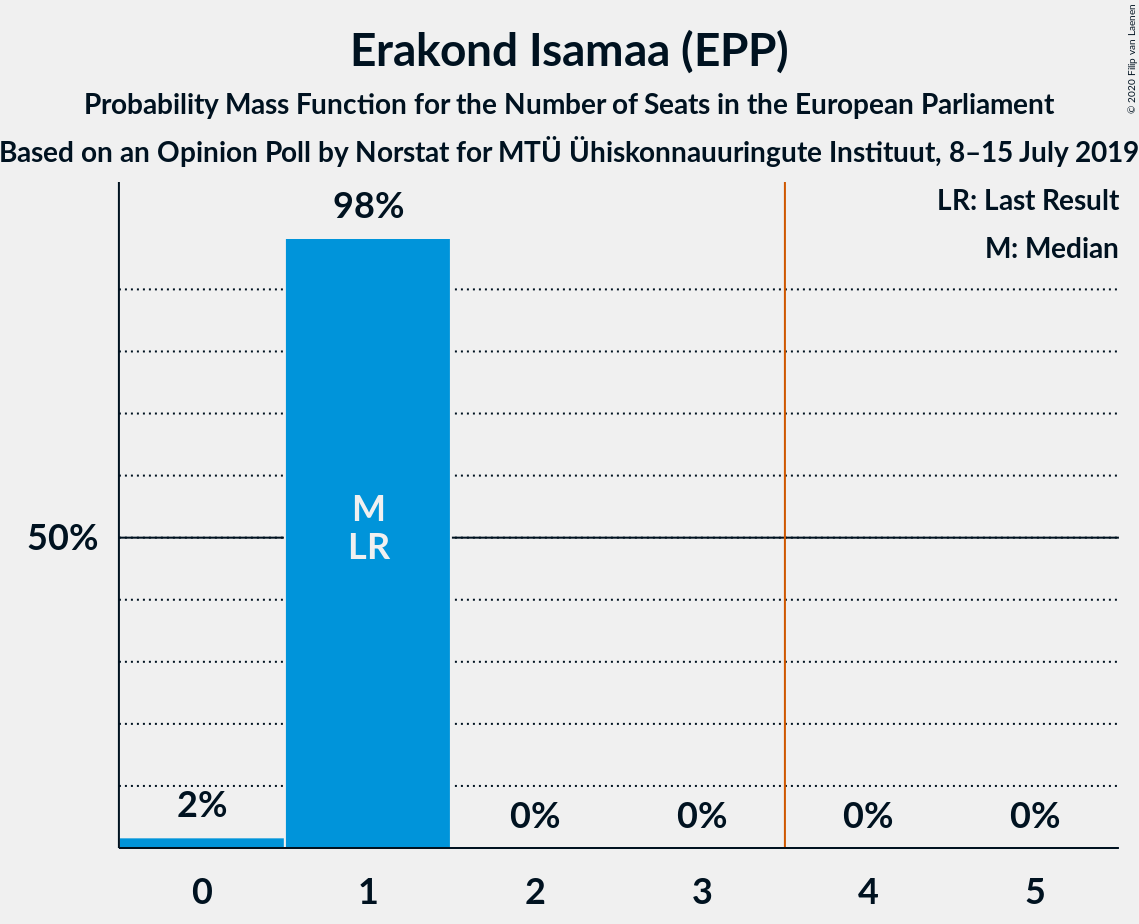 Erakond Isamaa (EPP)
Probability Mass Function for the Number of Seats in the European Parliament
Based on an Opinion Poll by Norstat for MTÜ Ühiskonnauuringute Instituut, 8–15 July 2019
© 2020 Filip van Laenen
LR: Last Result
M: Median
98%
M
LR
50%
2%
0%
0%
0%
0%
0
1
2
3
4
5